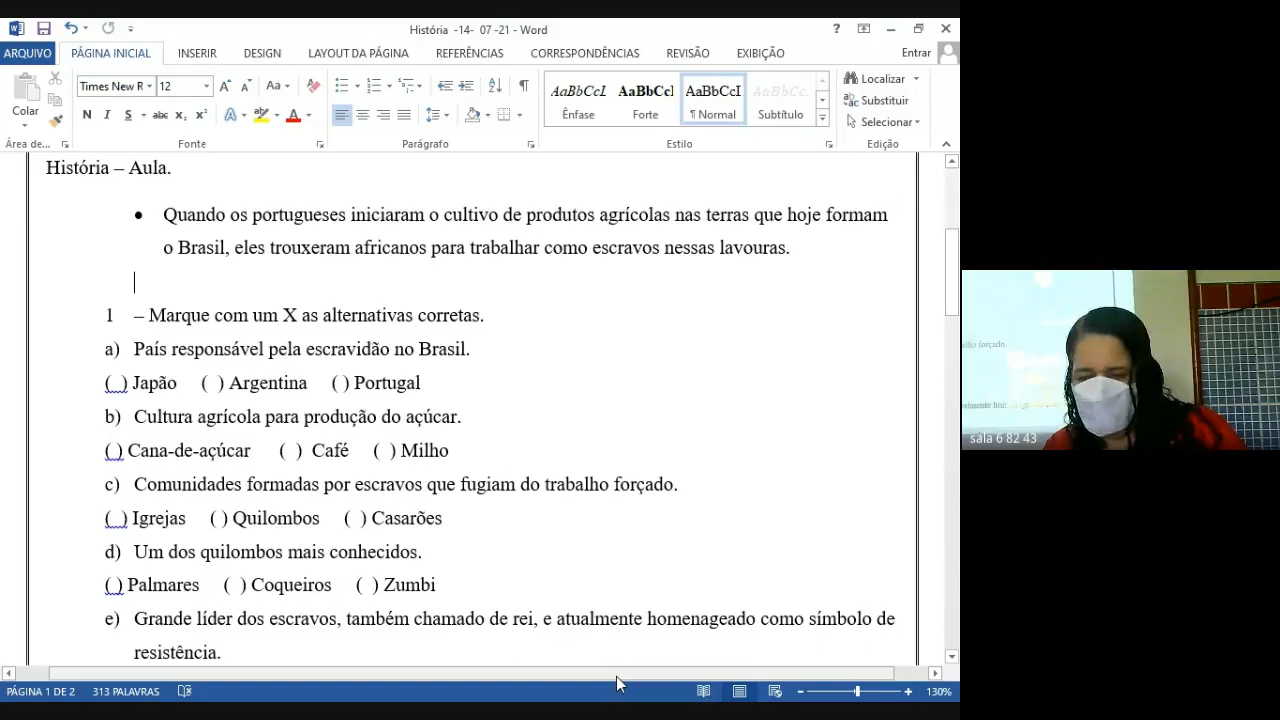 História -14- 07 -21 - Word
ARQUIVO PÁGINA INICIAL INSERIR DESIGN LAYOUT DA PÁGINA REFERÊNCIAS CORRESPONDÊNCIAS REVISÃO EXIBIÇÃO Entrar
Colar Times New R 12 Aa AaBbCcI AaBbCcI AaBbCcI AaBbCc. Localizar
Substituir
N I S abc x₂ x² A A Ênfase Forte ¶ Normal Subtítulo Selecionar
Área de... Fonte Parágrafo Estilo Edição
História – Aula.
• Quando os portugueses iniciaram o cultivo de produtos agrícolas nas terras que hoje formam
o Brasil, eles trouxeram africanos para trabalhar como escravos nessas lavouras.
1 – Marque com um X as alternativas corretas.
a) País responsável pela escravidão no Brasil.
( ) Japão ( ) Argentina ( ) Portugal
b) Cultura agrícola para produção do açúcar.
( ) Cana-de-açúcar ( ) Café ( ) Milho
c) Comunidades formadas por escravos que fugiam do trabalho forçado.
( ) Igrejas ( ) Quilombos ( ) Casarões
d) Um dos quilombos mais conhecidos.
( ) Palmares ( ) Coqueiros ( ) Zumbi
e) Grande líder dos escravos, também chamado de rei, e atualmente homenageado como símbolo de
resistência.
PÁGINA 1 DE 2 313 PALAVRAS 130%
forçado.
sala 6 82 43